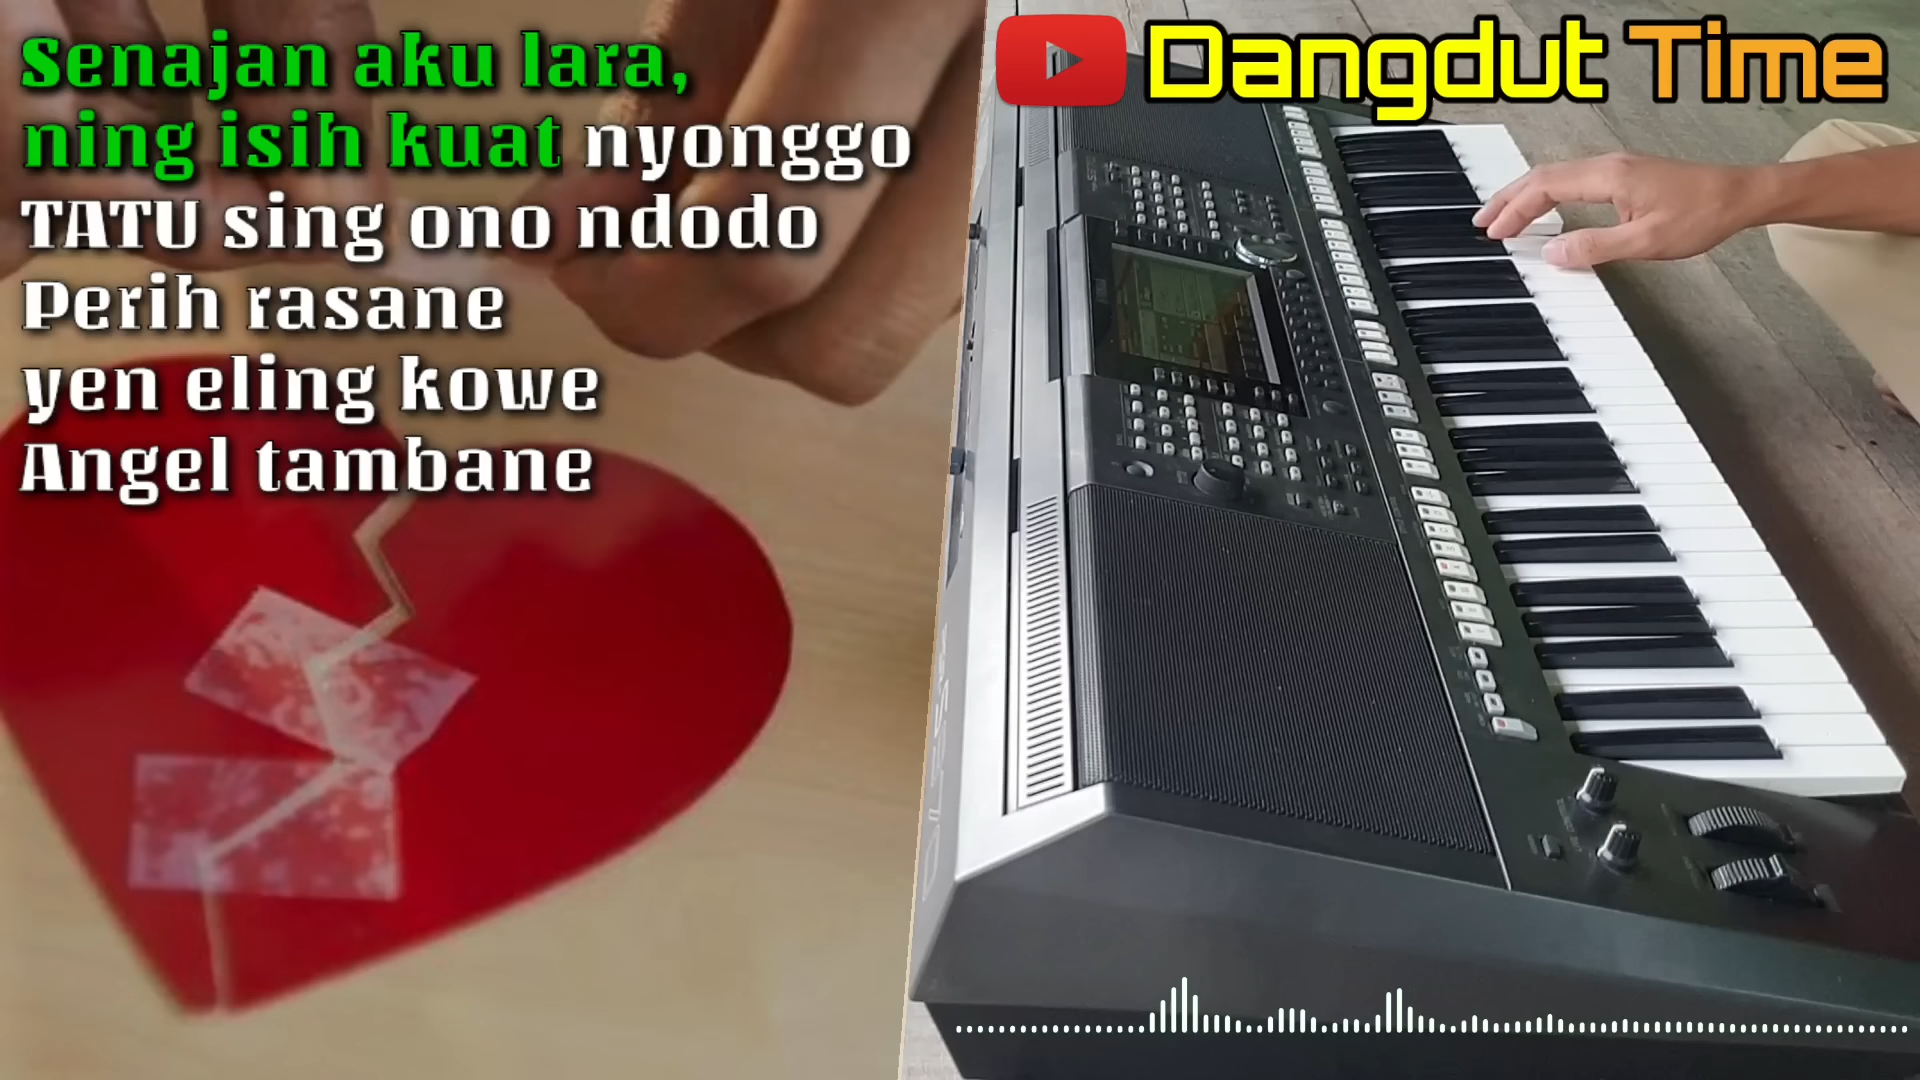 Senajan aku lara,
ning isih kuat nyonggo
TATU sing ono ndodo
Perih rasane
yen eling kowe
Angel tambane
Dangdut Time